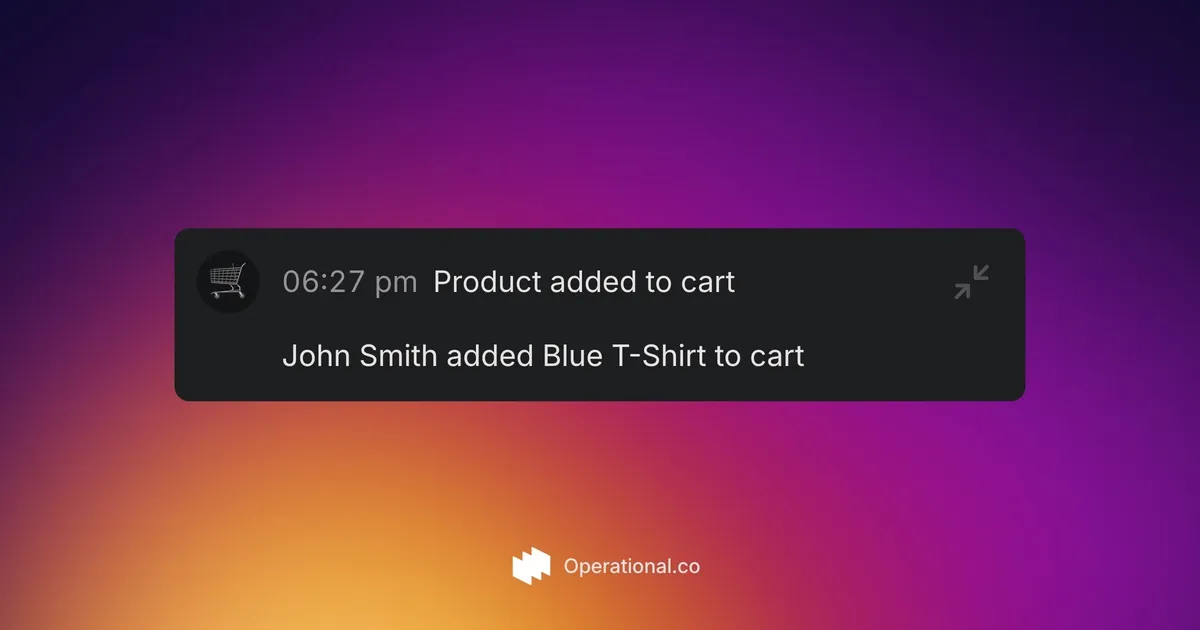 06:27 pm Product added to cart
John Smith added Blue T-Shirt to cart
Operational.co